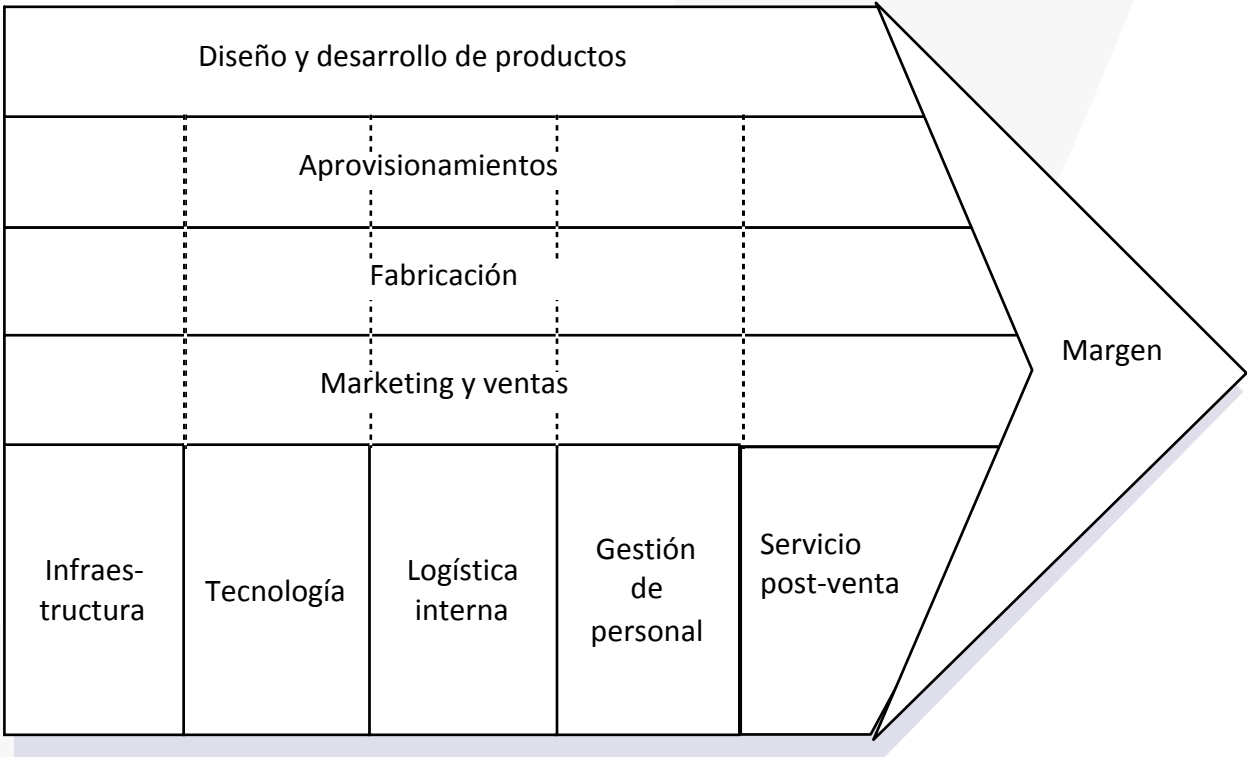 Diseño y desarrollo de productos
Aprovisionamientos
Fabricación
Marketing y ventas
Margen
Infraes-
tructura
Tecnología
Logística
interna
Gestión
de
personal
Servicio
post-venta